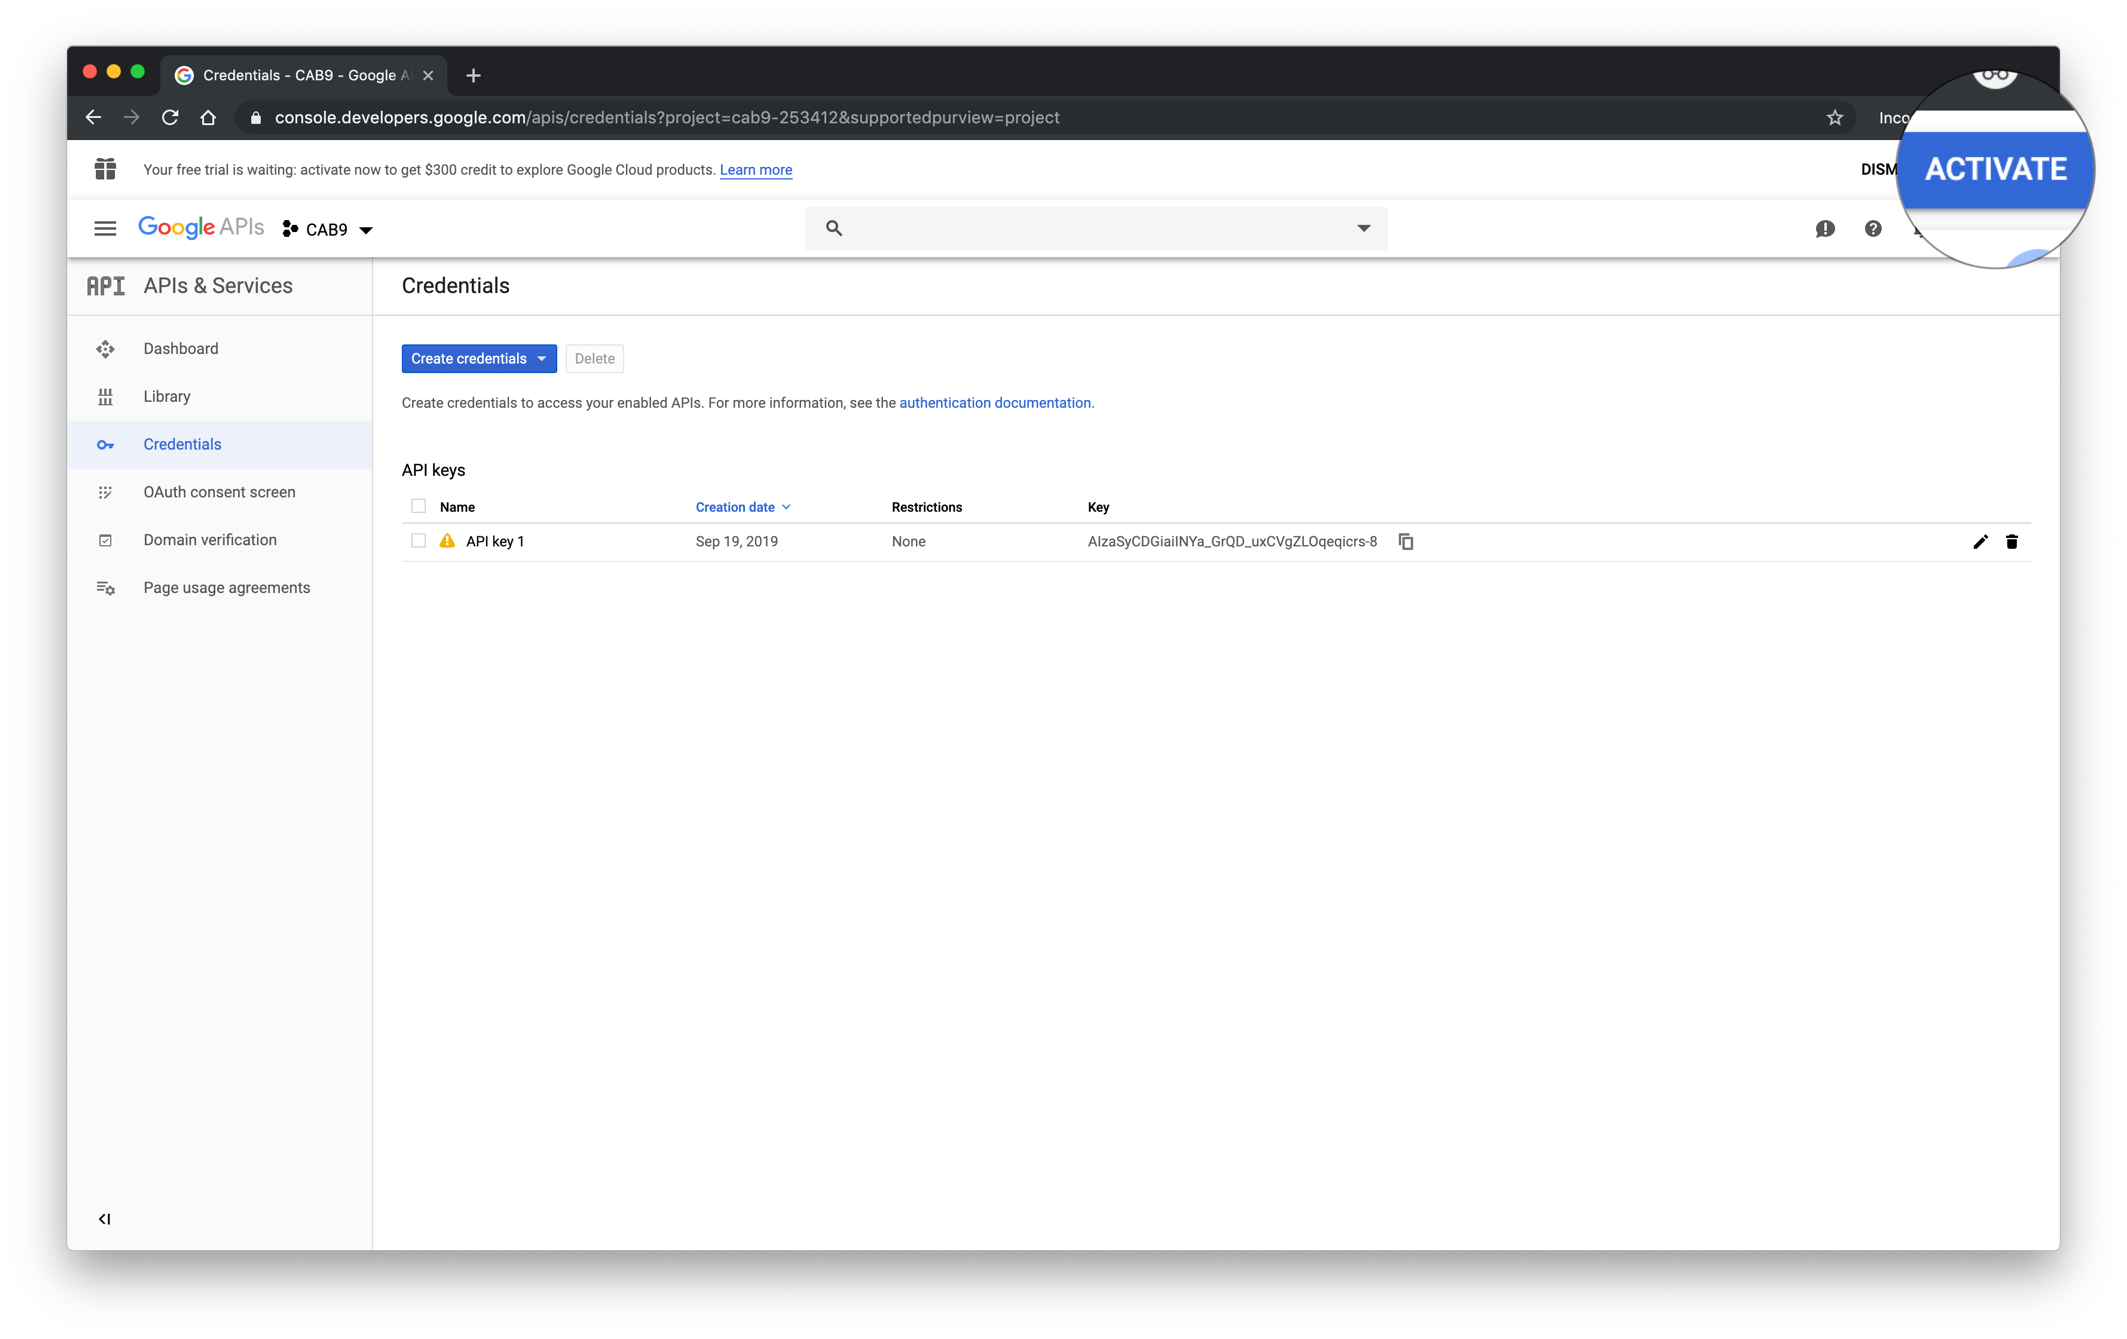 Credentials - CAB9 - Google A
console.developers.google.com/apis/credentials?project=cab9-253412&supportedpurview=project
Inco
Your free trial is waiting: activate now to get $300 credit to explore Google Cloud products. Learn more
DISM
ACTIVATE
Google APIs
CAB9
API APIs & Services
Credentials
Dashboard
Library
Credentials
OAuth consent screen
Domain verification
Page usage agreements
Create credentials
Delete
Create credentials to access your enabled APIs. For more information, see the authentication documentation.
API keys
Name Creation date Restrictions Key
API key 1 Sep 19, 2019 None AIzaSyCDGiaiINYa_GrQD_uxCVgZLOqeqicrs-8